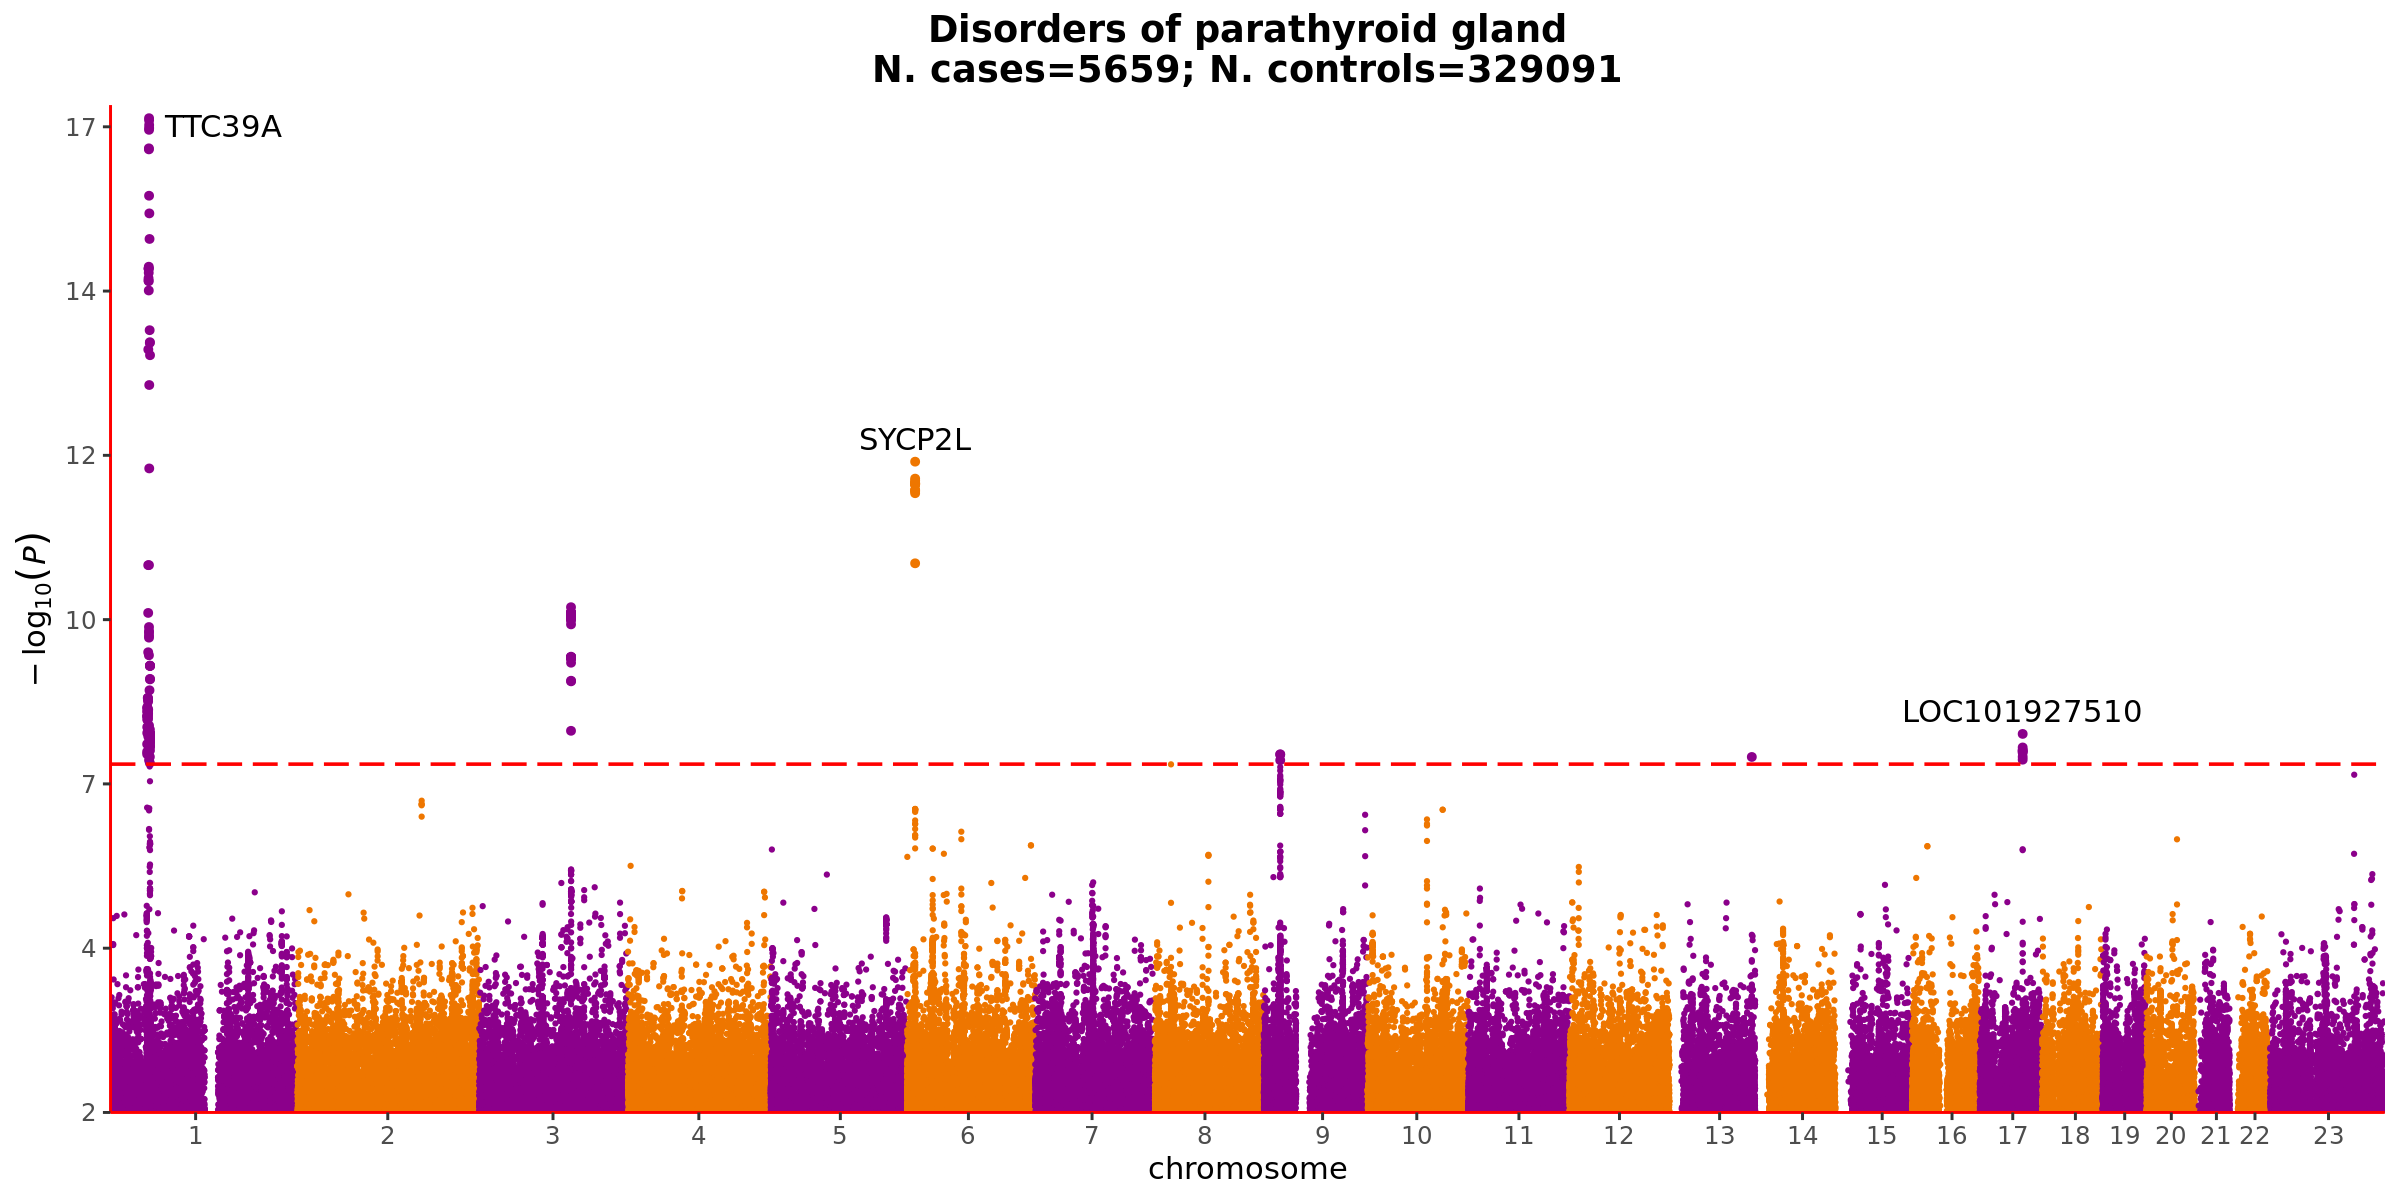 Disorders of parathyroid gland
N. cases=5659; N. controls=329091
17
TTC39A
14
SYCP2L
12
10
LOC101927510
7
4
2
−log10(P)
1 2 3 4 5 6 7 8 9 10 11 12 13 14 15 16 17 18 19 20 21 22 23
chromosome